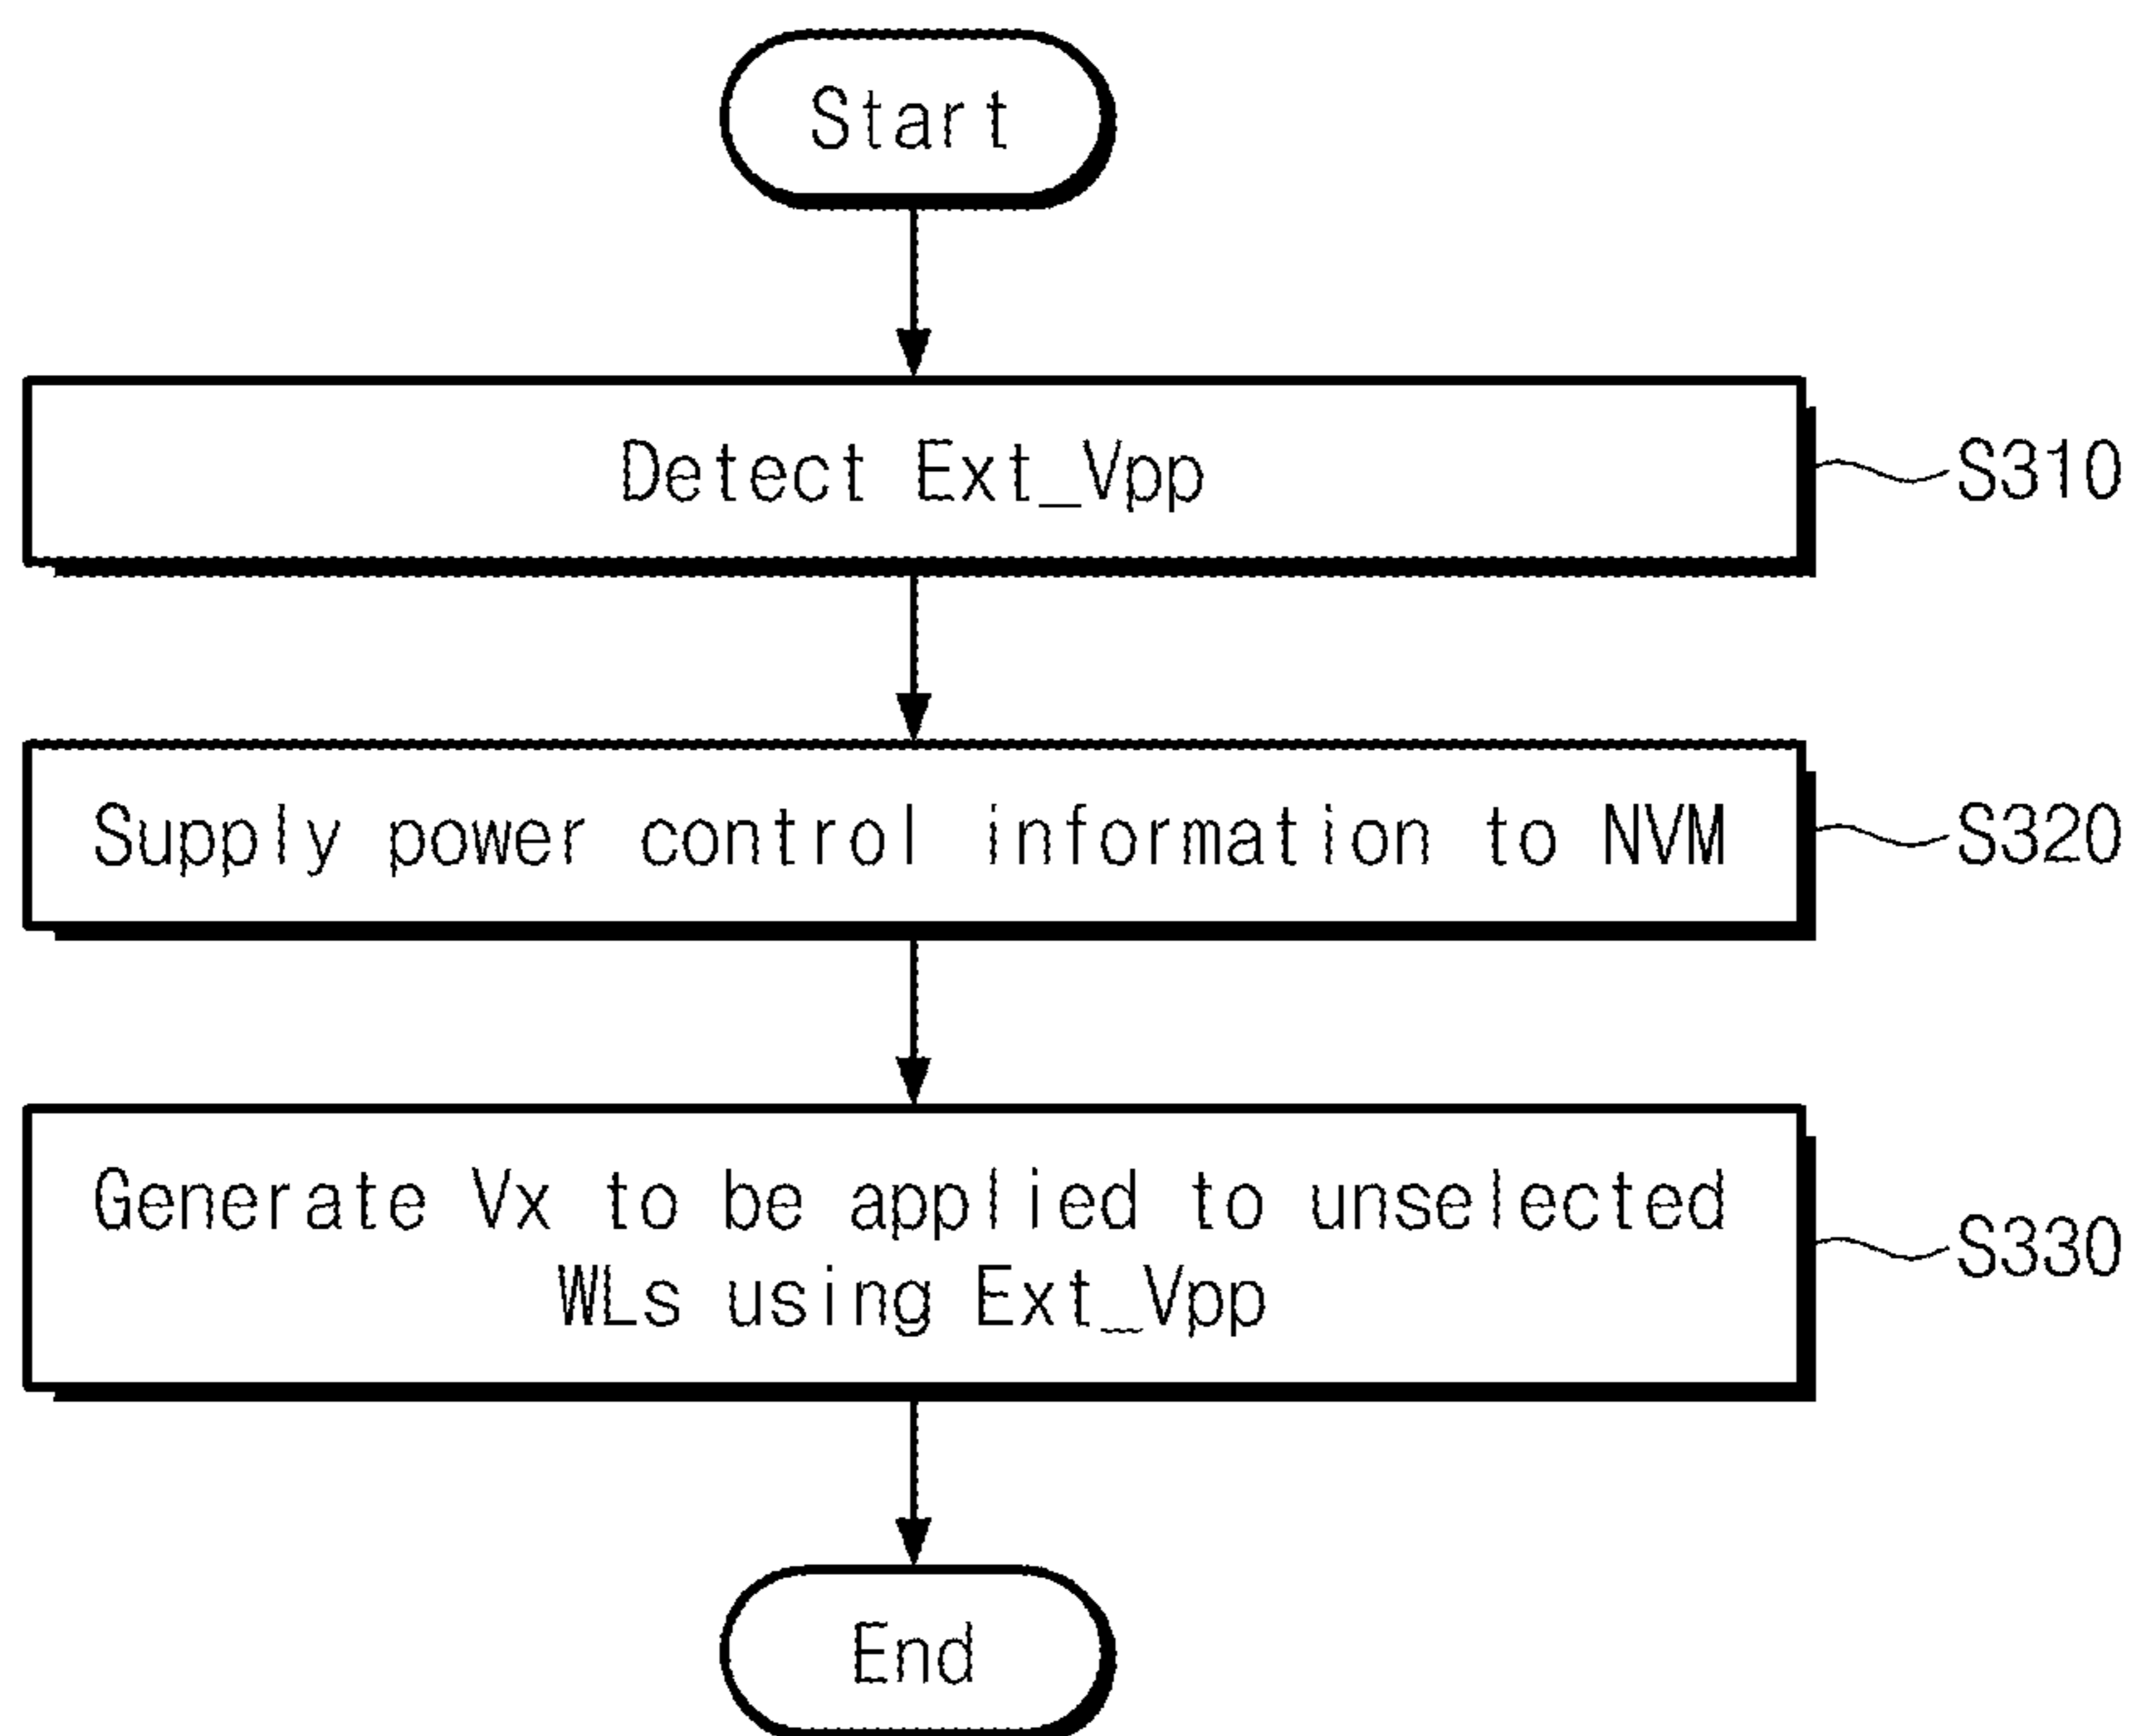 Start
Detect Ext_Vpp
S310
Supply power control information to NVM
S320
Generate Vx to be applied to unselected
WLs using Ext_Vpp
S330
End